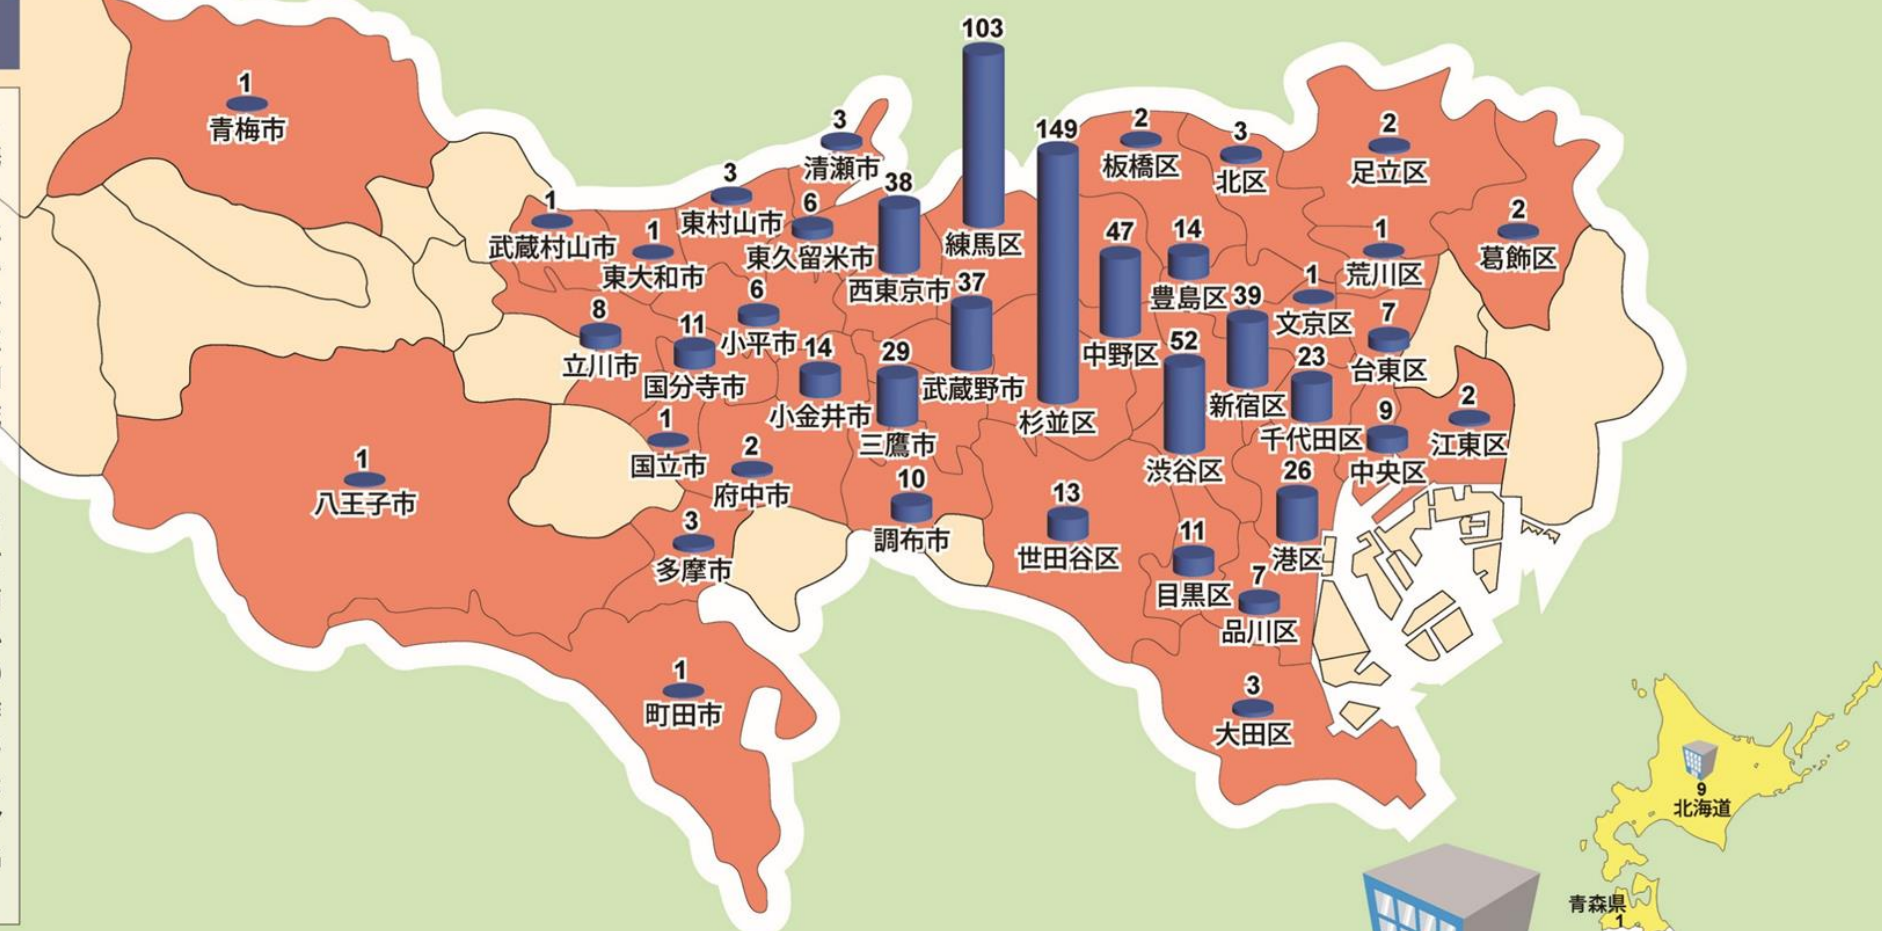 103
1
青梅市
3
清瀬市
149
2
板橋区
3
北区
2
足立区
3
東村山市
6
東久留米市
38
西東京市
練馬区
1
武蔵村山市
1
東大和市
47
中野区
14
豊島区
1
荒川区
2
葛飾区
8
立川市
11
国分寺市
6
小平市
14
小金井市
29
三鷹市
37
武蔵野市
杉並区
52
渋谷区
39
新宿区
1
文京区
23
千代田区
7
台東区
9
中央区
2
江東区
1
八王子市
1
国立市
2
府中市
10
調布市
13
世田谷区
26
港区
3
多摩市
11
目黒区
7
品川区
1
町田市
3
大田区
9
北海道
青森県
1